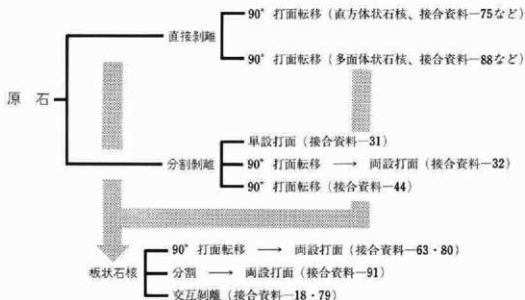 90° 打面転移（直方体状石核、接合資料―75など）
直接剝離
90° 打面転移（多面体状石核、接合資料―88など）
原石
単設打面（接合資料―31）
分割剝離
90° 打面転移 ⟶ 両設打面（接合資料―32）
90° 打面転移（接合資料―44）
90° 打面転移 ⟶ 両設打面（接合資料―63・80）
板状石核
分割 ⟶ 両設打面（接合資料―91）
交互剝離（接合資料―18・79）